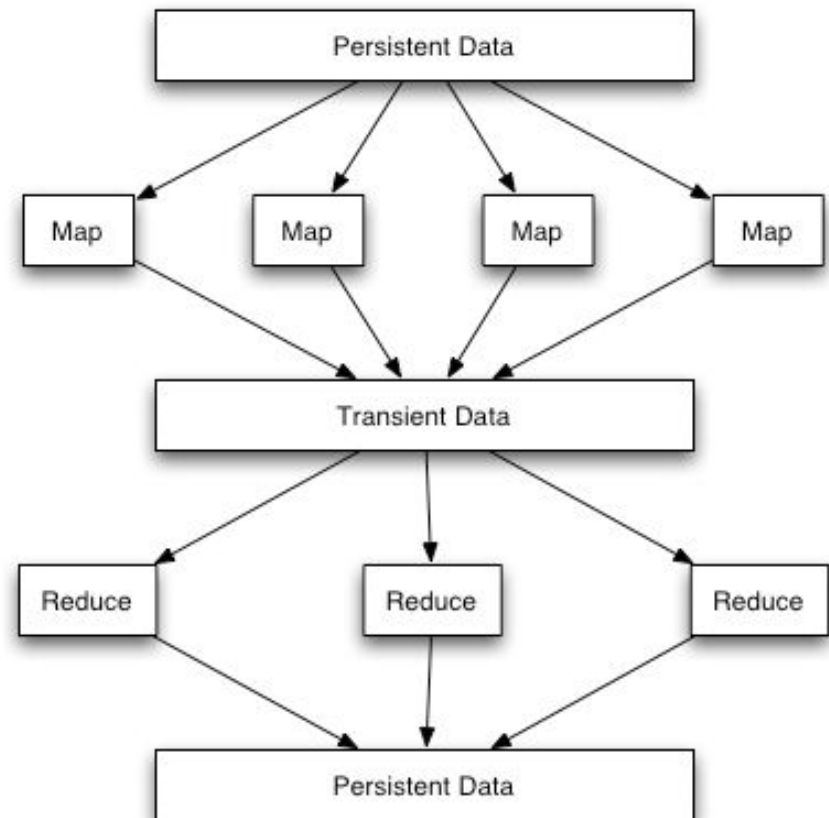 Persistent Data
Map
Map
Map
Map
Transient Data
Reduce
Reduce
Reduce
Persistent Data